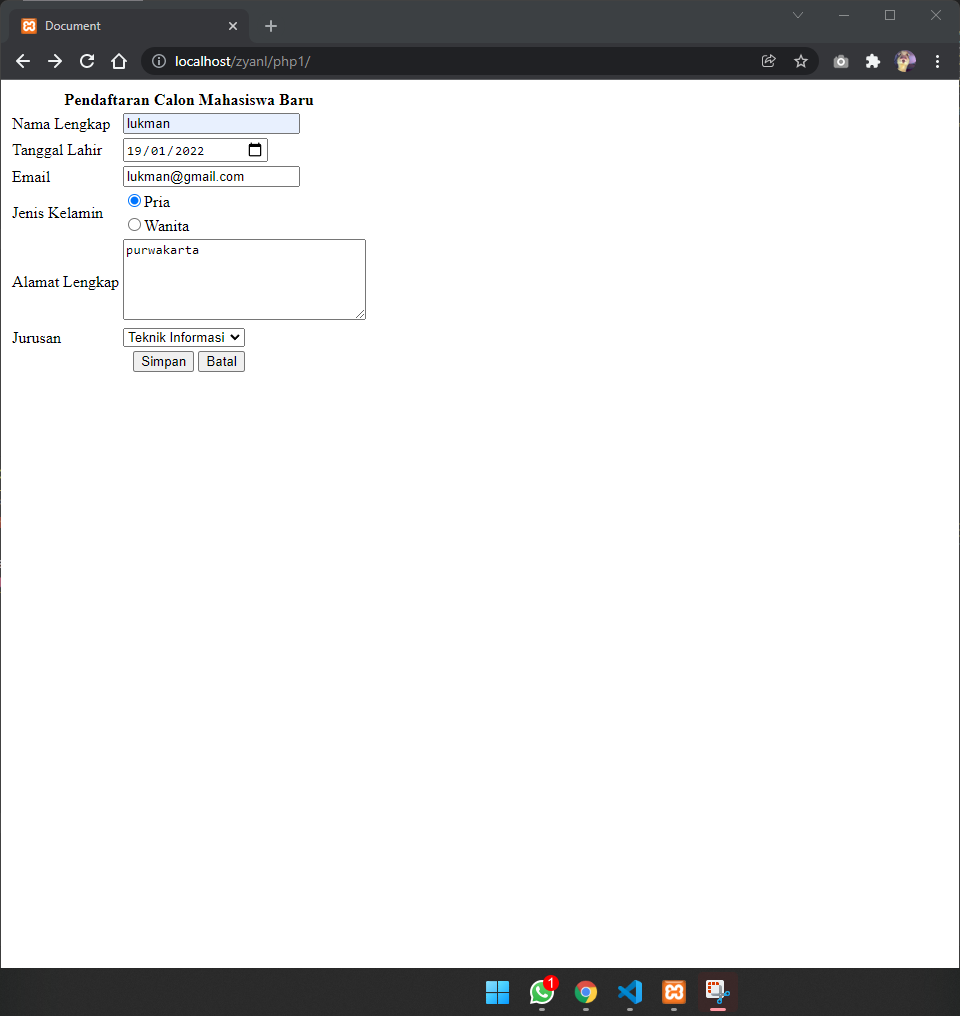 Document
localhost/zyanl/php1/
Pendaftaran Calon Mahasiswa Baru
Nama Lengkap lukman
Tanggal Lahir 19/01/2022
Email lukman@gmail.com
Jenis Kelamin Pria
Wanita
Alamat Lengkap purwakarta
Jurusan Teknik Informasi
Simpan Batal
1